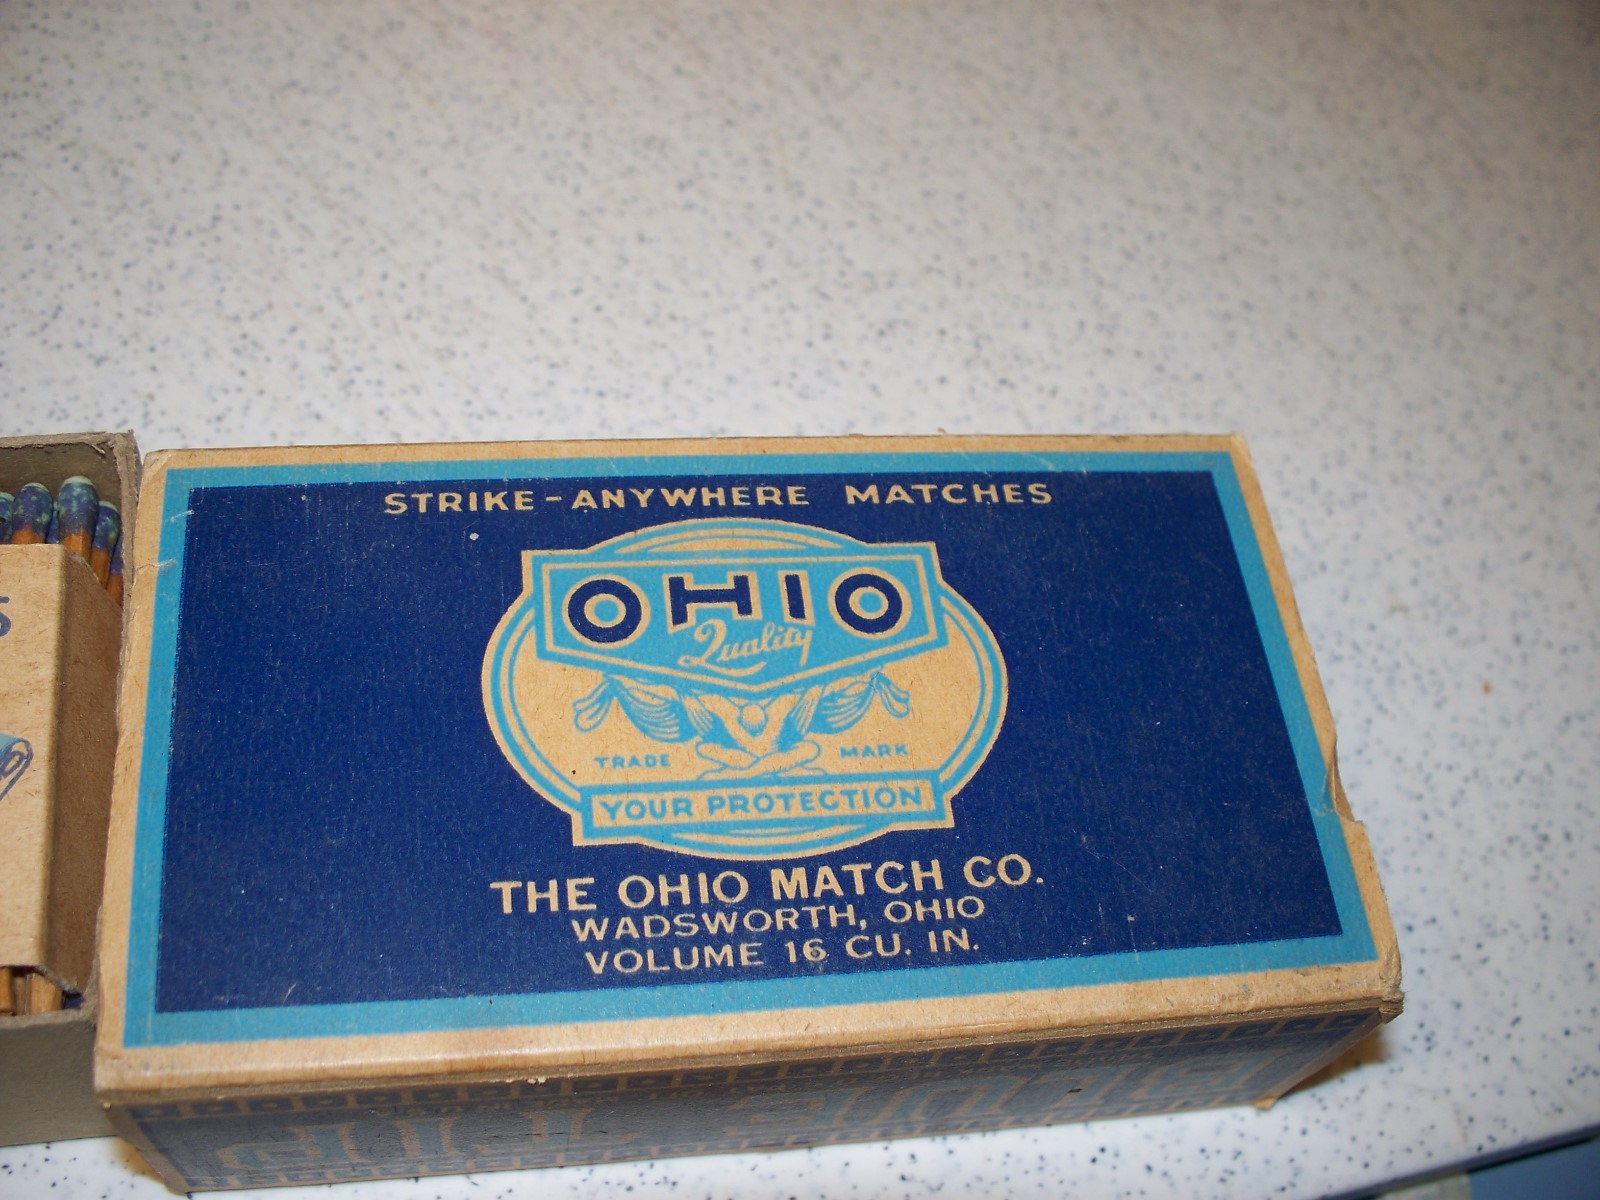 STRIKE-ANYWHERE MATCHES
OHIO
Quality
TRADE MARK
YOUR PROTECTION
THE OHIO MATCH CO.
WADSWORTH, OHIO
VOLUME 16 CU. IN.